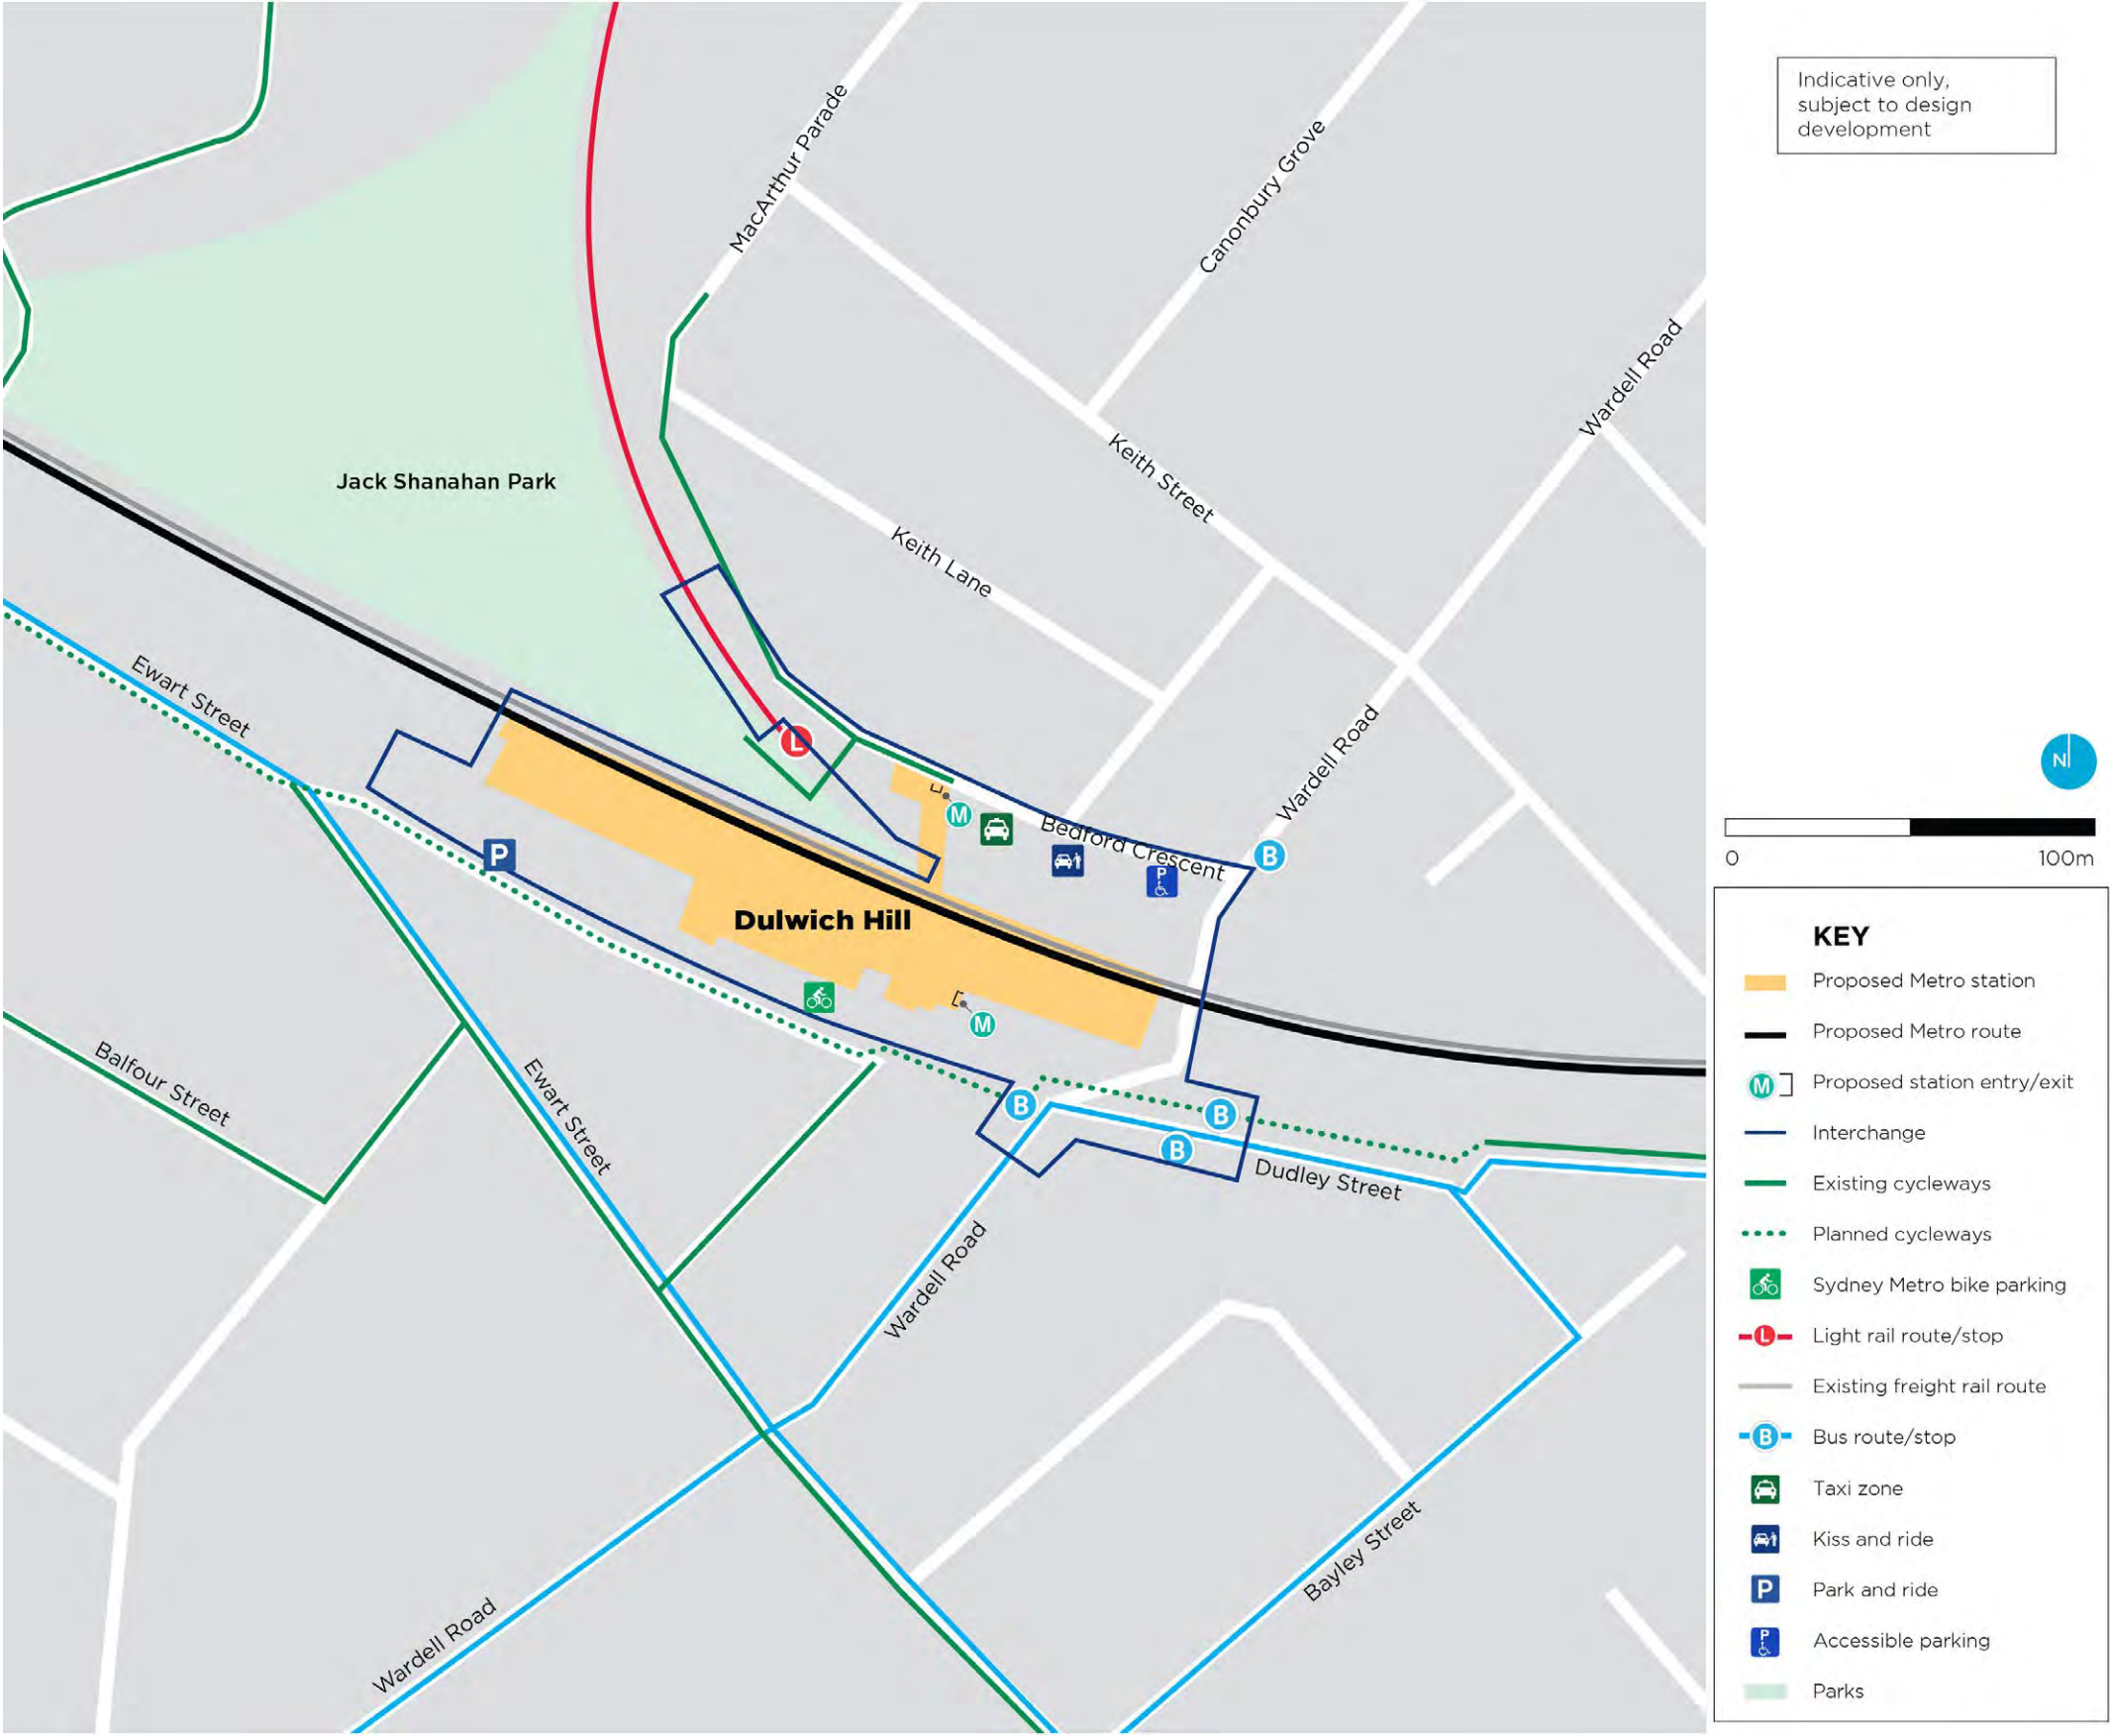 MacArthur Parade
Canonbury Grove
Wardell Road
Jack Shanahan Park
Keith Street
Keith Lane
Ewart Street
Wardell Road
L
M
Bedford Crescent
B
P
P
Dulwich Hill
M
Balfour Street
Ewart Street
B
B
B
Dudley Street
Wardell Road
Bayley Street
Wardell Road
Indicative only,
subject to design
development
N
0 100m
KEY
Proposed Metro station
Proposed Metro route
M Proposed station entry/exit
Interchange
Existing cycleways
Planned cycleways
Sydney Metro bike parking
L Light rail route/stop
Existing freight rail route
B Bus route/stop
Taxi zone
Kiss and ride
P Park and ride
P Accessible parking
Parks